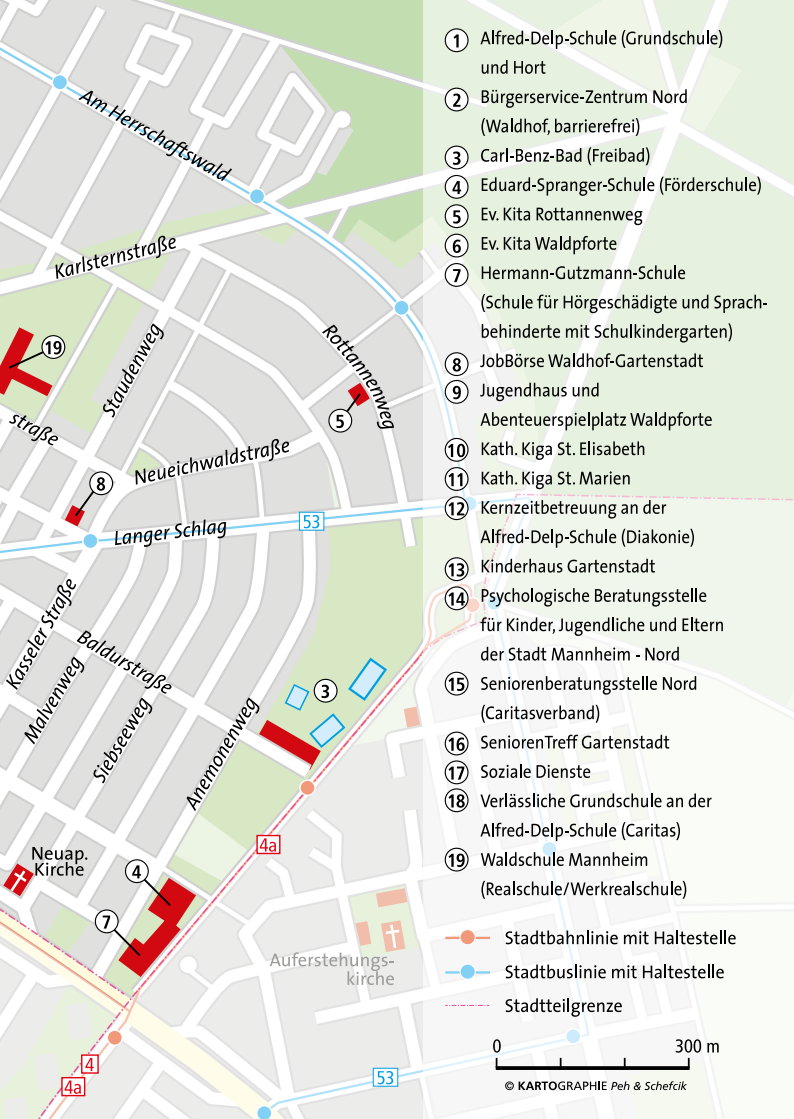 Am Herrschaftswald
Karlsternstraße
Staudenweg
Rottannenweg
19
5
straße
Neueichwaldstraße
8
Langer Schlag
53
Kasseler Straße
Baldurstraße
Malvenweg
Siebseeweg
Anemonenweg
3
4a
Neuap.
Kirche
4
7
Auferstehungs-
kirche
4
4a
53
1 Alfred-Delp-Schule (Grundschule)
und Hort
2 Bürgerservice-Zentrum Nord
(Waldhof, barrierefrei)
3 Carl-Benz-Bad (Freibad)
4 Eduard-Spranger-Schule (Förderschule)
5 Ev. Kita Rottannenweg
6 Ev. Kita Waldpforte
7 Hermann-Gutzmann-Schule
(Schule für Hörgeschädigte und Sprach-
behinderte mit Schulkindergarten)
8 JobBörse Waldhof-Gartenstadt
9 Jugendhaus und
Abenteuerspielplatz Waldpforte
10 Kath. Kiga St. Elisabeth
11 Kath. Kiga St. Marien
12 Kernzeitbetreuung an der
Alfred-Delp-Schule (Diakonie)
13 Kinderhaus Gartenstadt
14 Psychologische Beratungsstelle
für Kinder, Jugendliche und Eltern
der Stadt Mannheim - Nord
15 Seniorenberatungsstelle Nord
(Caritasverband)
16 SeniorenTreff Gartenstadt
17 Soziale Dienste
18 Verlässliche Grundschule an der
Alfred-Delp-Schule (Caritas)
19 Waldschule Mannheim
(Realschule/Werkrealschule)
Stadtbahnlinie mit Haltestelle
Stadtbuslinie mit Haltestelle
Stadtteilgrenze
0 300 m
© KARTOGRAPHIE Peh & Schefcik